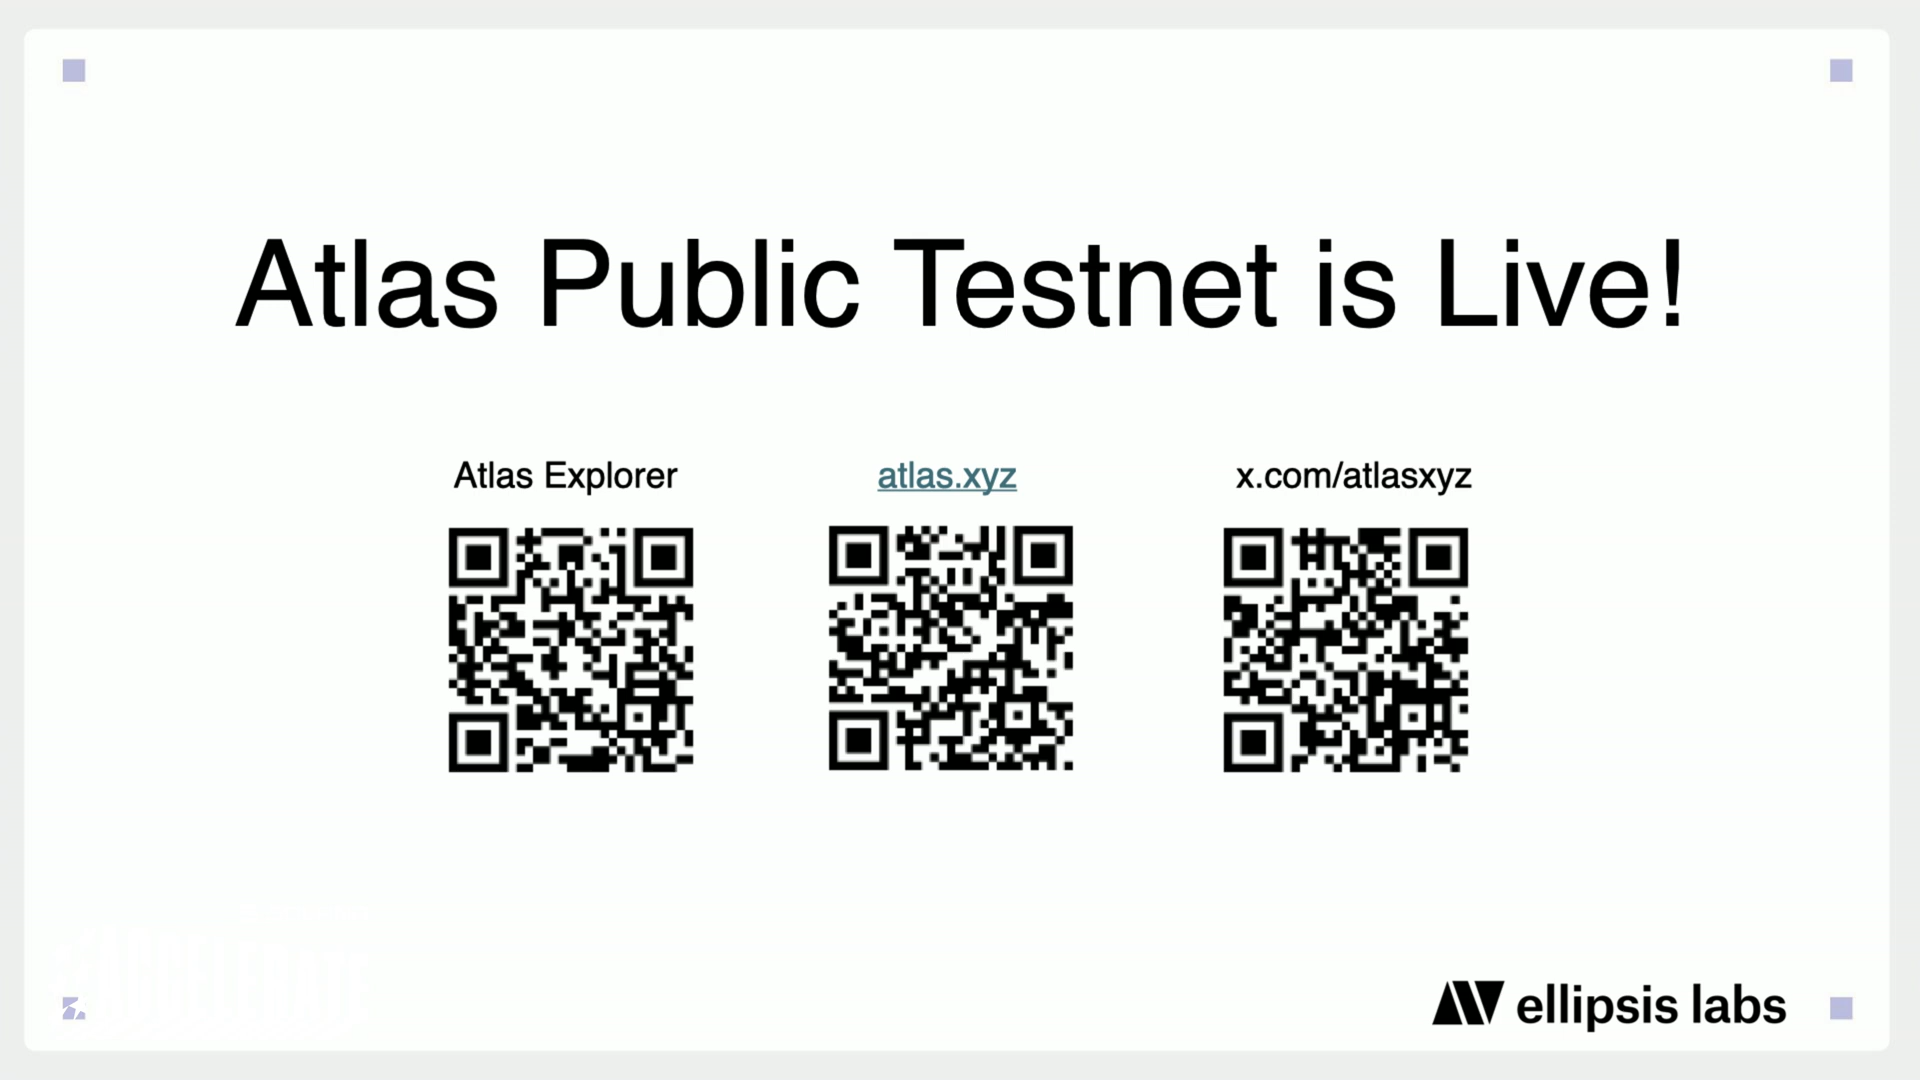 Atlas Public Testnet is Live!
Atlas Explorer
atlas.xyz
x.com/atlasxyz
ellipsis labs